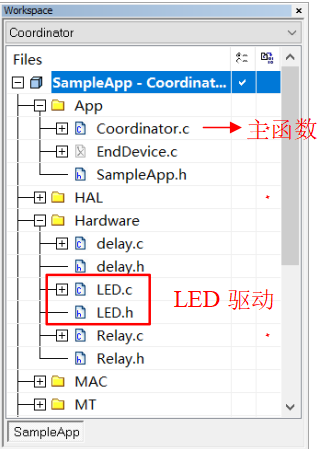 Workspace
Coordinator
Files
SampleApp - Coordinat...
App
Coordinator.c
主函数
EndDevice.c
SampleApp.h
HAL
Hardware
delay.c
delay.h
LED.c
LED 驱动
LED.h
Relay.c
Relay.h
MAC
MT
SampleApp